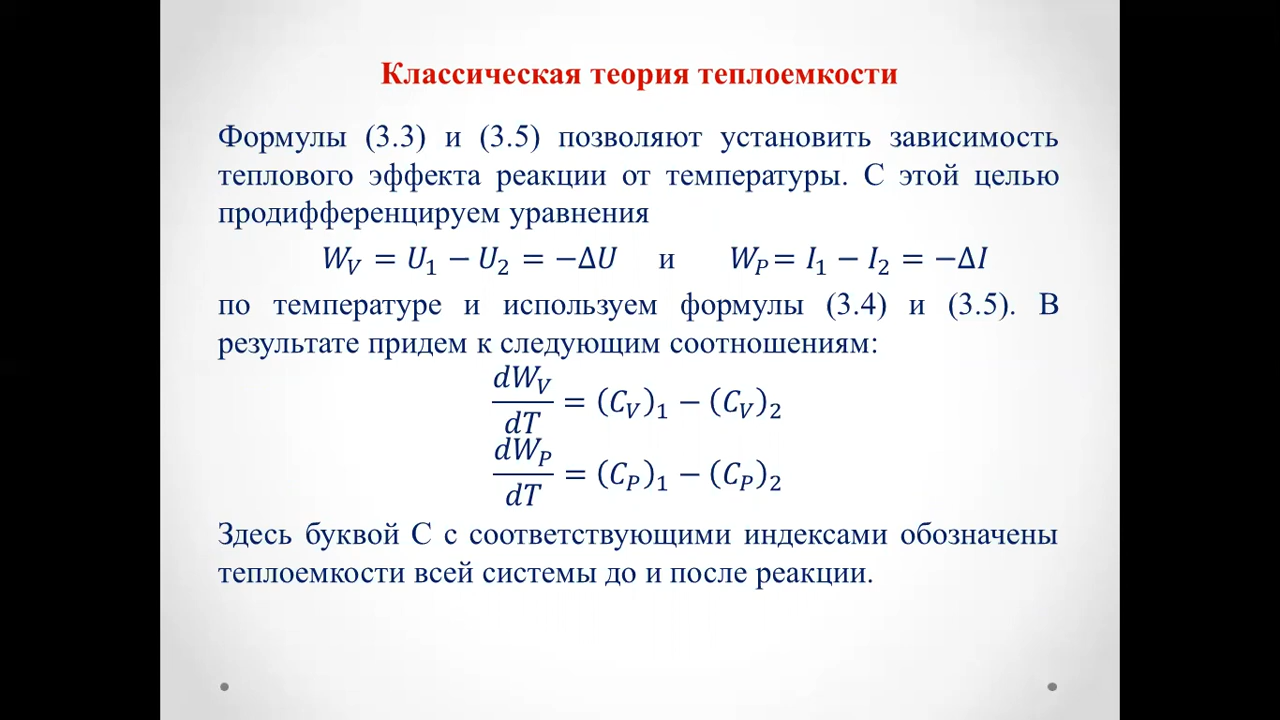 Классическая теория теплоемкости
Формулы (3.3) и (3.5) позволяют установить зависимость
теплового эффекта реакции от температуры. С этой целью
продифференцируем уравнения
W_V = U_1 − U_2 = −ΔU и W_P = I_1 − I_2 = −ΔI
по температуре и используем формулы (3.4) и (3.5). В
результате придем к следующим соотношениям:
dW_V/dT = (C_V)_1 − (C_V)_2
dW_P/dT = (C_P)_1 − (C_P)_2
Здесь буквой С с соответствующими индексами обозначены
теплоемкости всей системы до и после реакции.